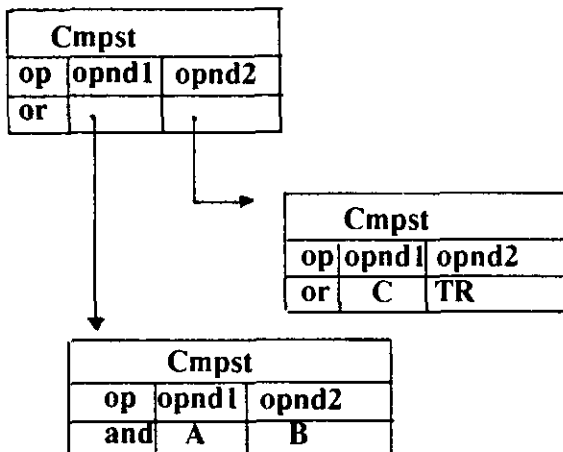 Cmpst
op opnd1 opnd2
or
Cmpst
op opnd1 opnd2
or C TR
Cmpst
op opnd1 opnd2
and A B